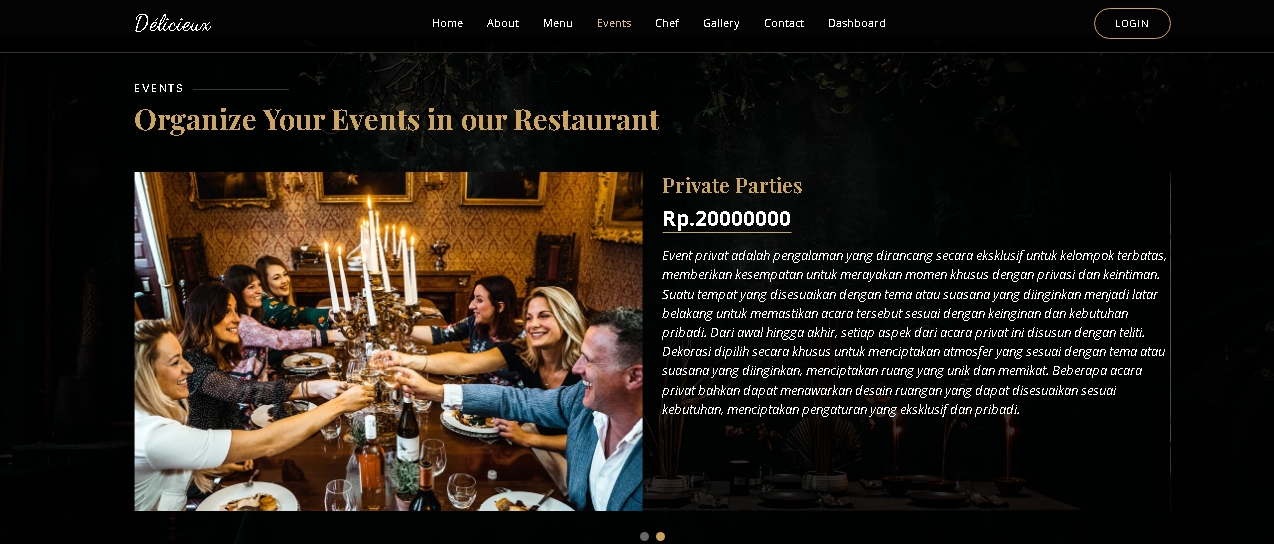 Délicieux
Home About Menu Events Chef Gallery Contact Dashboard
LOGIN
EVENTS
Organize Your Events in our Restaurant
Private Parties
Rp.20000000
Event privat adalah pengalaman yang dirancang secara eksklusif untuk kelompok terbatas,
memberikan kesempatan untuk merayakan momen khusus dengan privasi dan keintiman.
Suatu tempat yang disesuaikan dengan tema atau suasana yang diinginkan menjadi latar
belakang untuk memastikan acara tersebut sesuai dengan keinginan dan kebutuhan
pribadi. Dari awal hingga akhir, setiap aspek dari acara privat ini disusun dengan teliti.
Dekorasi dipilih secara khusus untuk menciptakan atmosfer yang sesuai dengan tema atau
suasana yang diinginkan, menciptakan ruang yang unik dan memikat. Beberapa acara
privat bahkan dapat menawarkan desain ruangan yang dapat disesuaikan sesuai
kebutuhan, menciptakan pengaturan yang eksklusif dan pribadi.